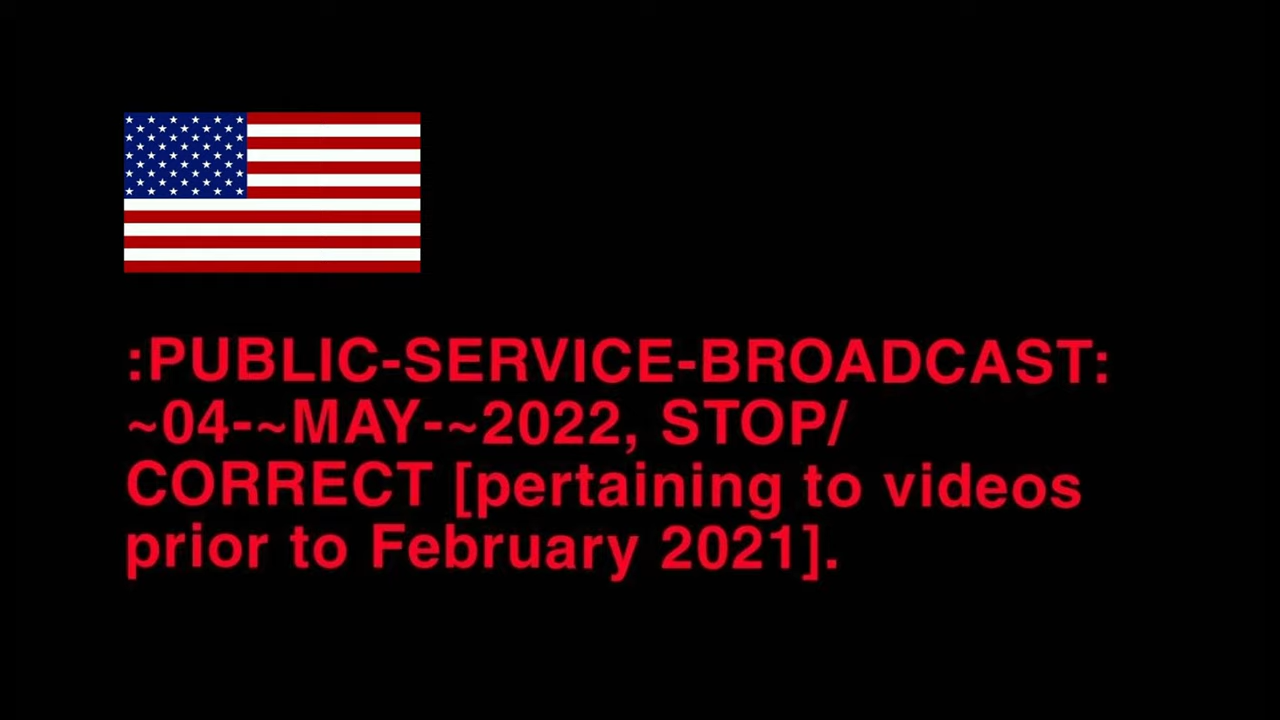 :PUBLIC-SERVICE-BROADCAST:
~04-~MAY-~2022, STOP/
CORRECT [pertaining to videos
prior to February 2021].